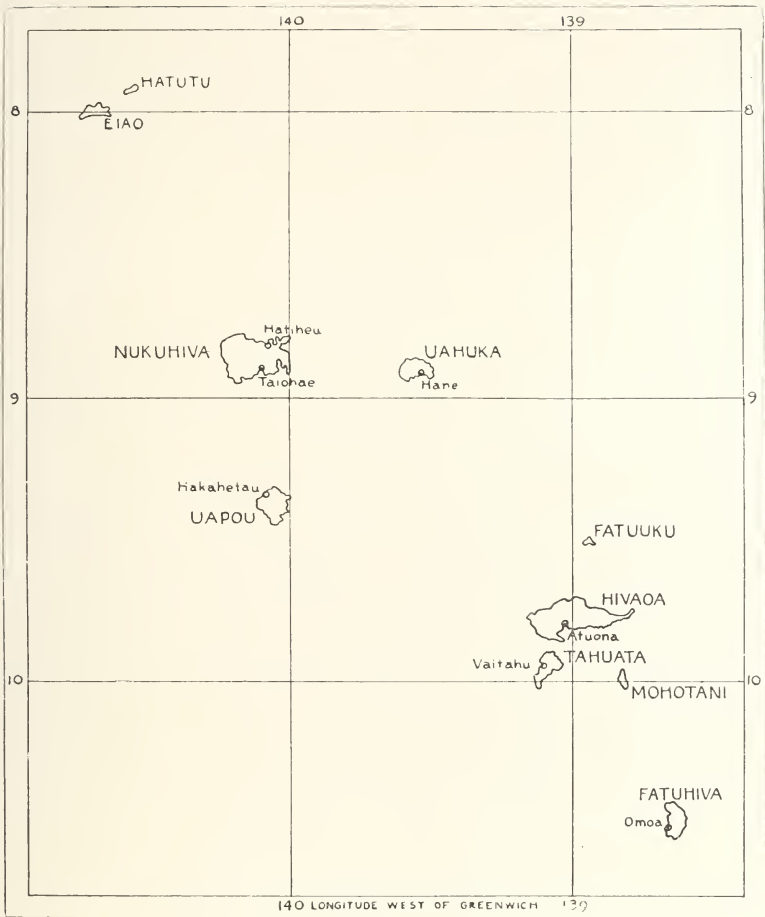 140 139
HATUTU
8 8
EIAO
Hatiheu
NUKUHIVA
UAHUKA
Taiohae
Hane
9 9
Hakahetau
UAPOU
FATUUKU
HIVAOA
Atuona
Vaitahu
TAHUATA
10 10
MOHOTANI
FATUHIVA
Omoa
140 LONGITUDE WEST OF GREENWICH 139